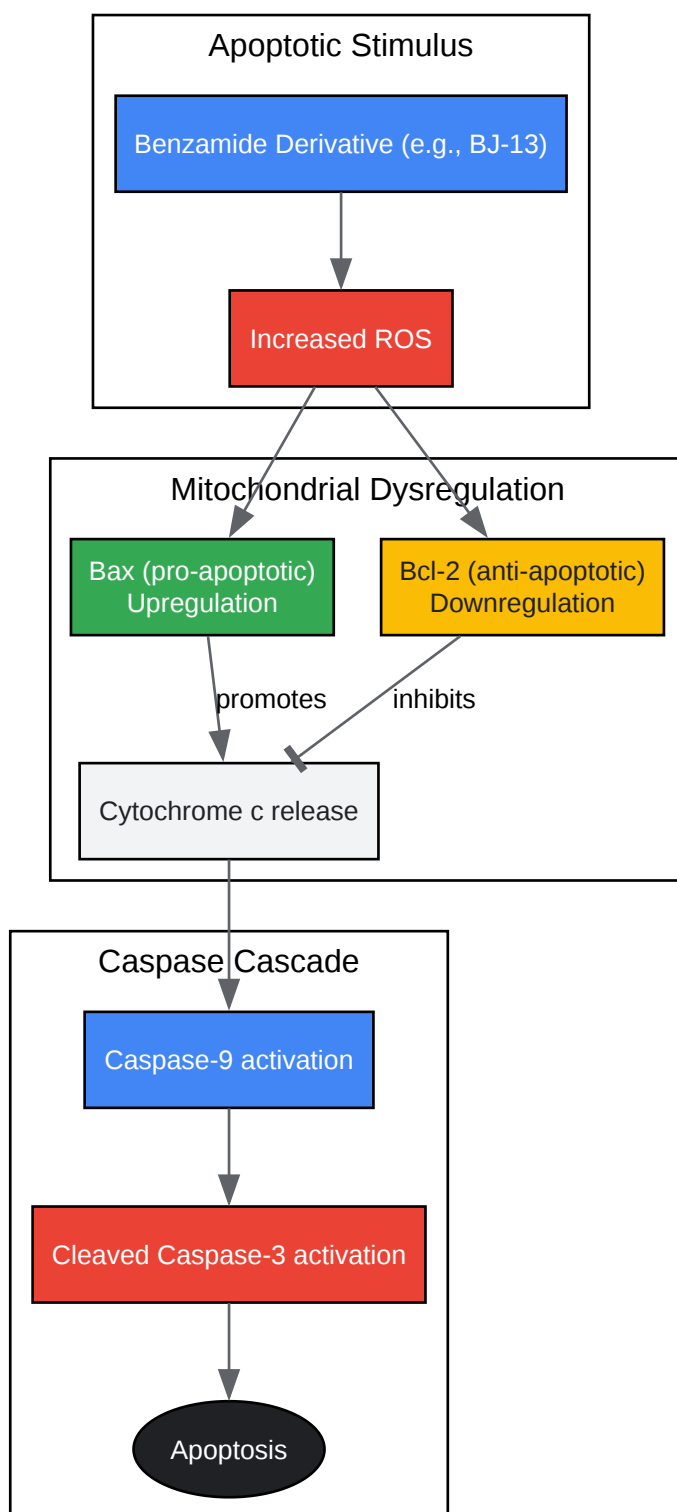 Apoptotic Stimulus
Benzamide Derivative (e.g., BJ-13)
Increased ROS
Mitochondrial Dysregulation
Bax (pro-apoptotic)
Upregulation
Bcl-2 (anti-apoptotic)
Downregulation
promotes
inhibits
Cytochrome c release
Caspase Cascade
Caspase-9 activation
Cleaved Caspase-3 activation
Apoptosis